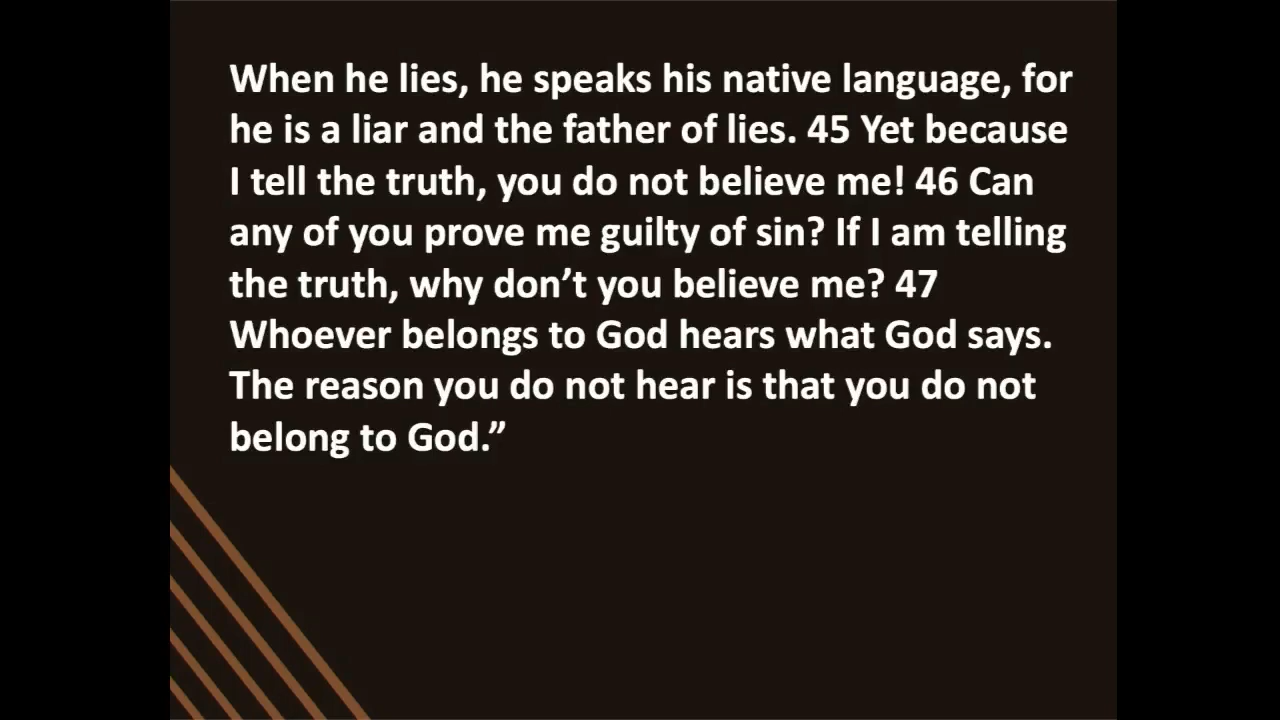 When he lies, he speaks his native language, for
he is a liar and the father of lies. 45 Yet because
I tell the truth, you do not believe me! 46 Can
any of you prove me guilty of sin? If I am telling
the truth, why don’t you believe me? 47
Whoever belongs to God hears what God says.
The reason you do not hear is that you do not
belong to God.”